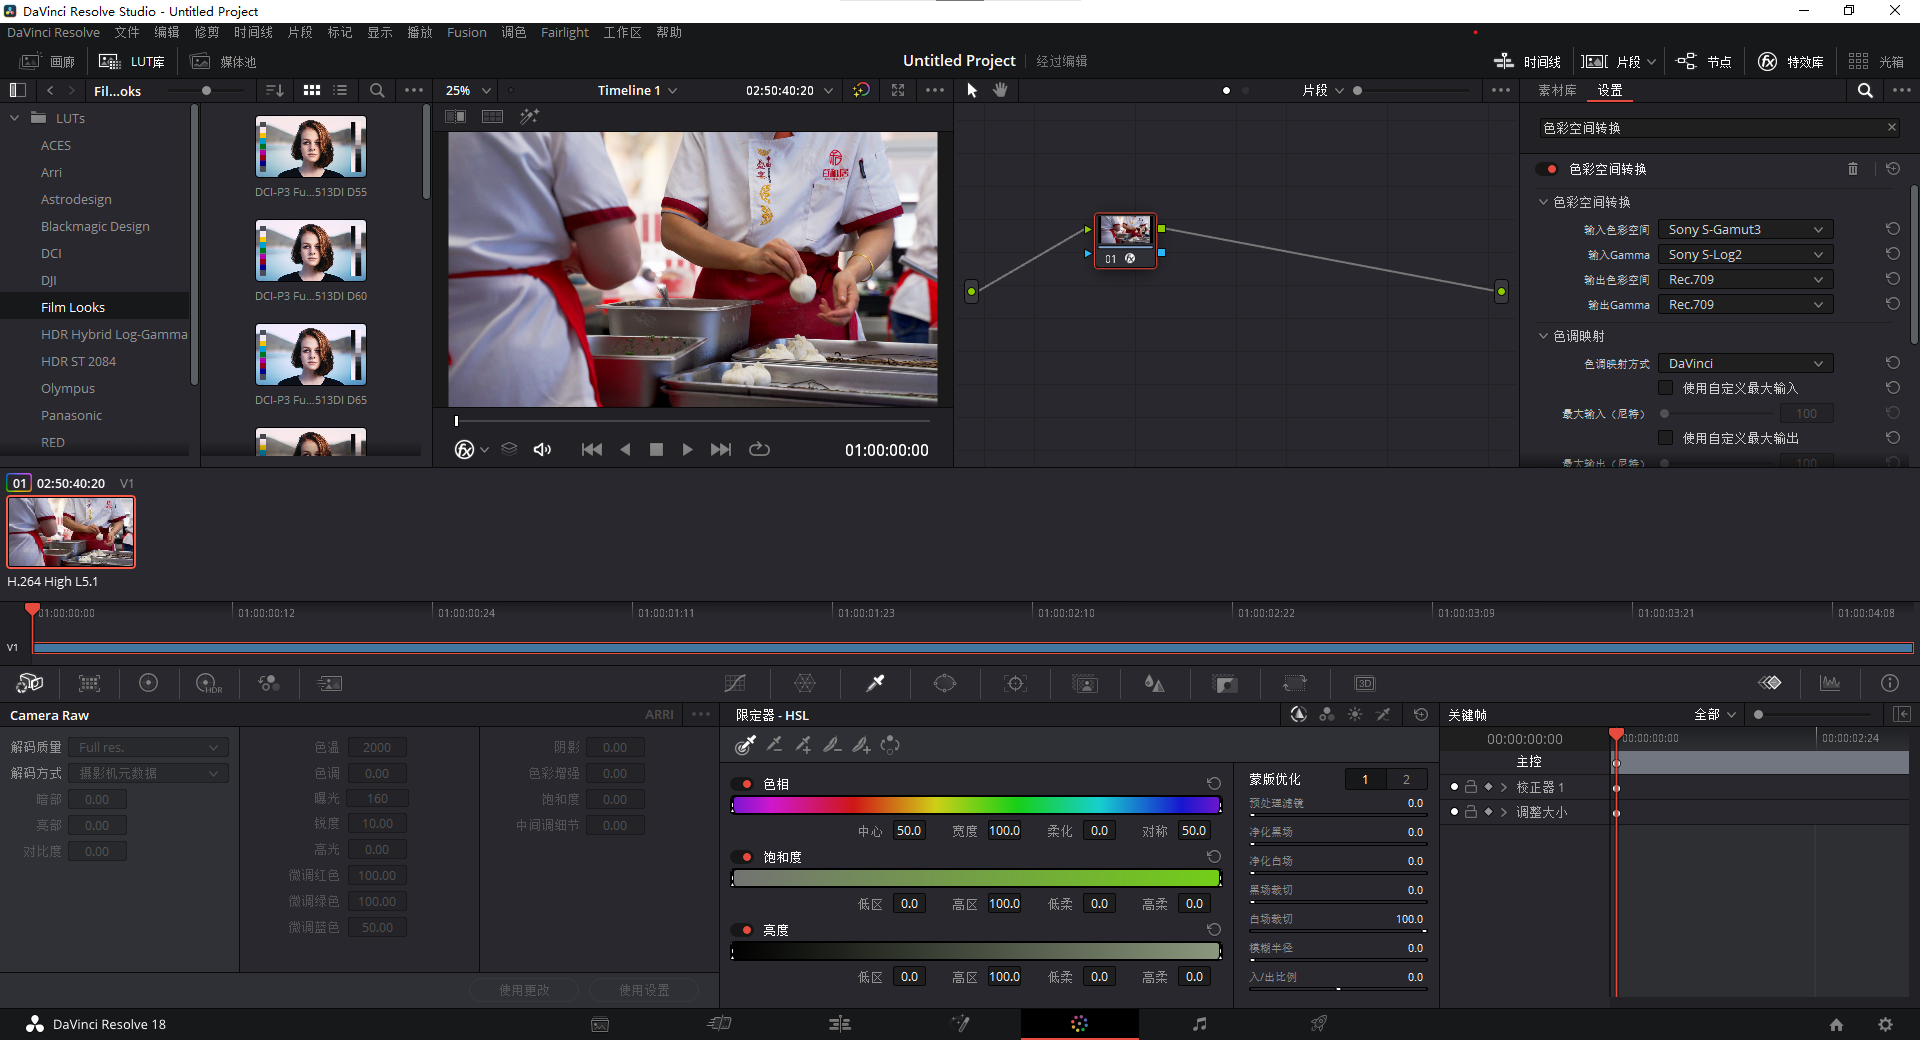 DaVinci Resolve Studio - Untitled Project
DaVinci Resolve 文件 编辑 修剪 时间线 片段 标记 显示 播放 Fusion 调色 Fairlight 工作区 帮助
画廊 LUT库 媒体池 Untitled Project 经过编辑 时间线 片段 节点 特效库 光箱
Fil...oks 25% Timeline 1 02:50:40:20 片段 素材库 设置
LUTs
ACES
Arri
Astrodesign
Blackmagic Design
DCI
DJI
Film Looks
HDR Hybrid Log-Gamma
HDR ST 2084
Olympus
Panasonic
RED
DCI-P3 Fu...513DI D55
DCI-P3 Fu...513DI D60
DCI-P3 Fu...513DI D65
01:00:00:00
01
色彩空间转换
色彩空间转换
色彩空间转换
输入色彩空间 Sony S-Gamut3
输入Gamma Sony S-Log2
输出色彩空间 Rec.709
输出Gamma Rec.709
色调映射
色调映射方式 DaVinci
使用自定义最大输入
最大输入（尼特） 100
使用自定义最大输出
最大输出（尼特） 100
01 02:50:40:20 V1
H.264 High L5.1
01:00:00:00 01:00:00:12 01:00:00:24 01:00:01:11 01:00:01:23 01:00:02:10 01:00:02:22 01:00:03:09 01:00:03:21 01:00:04:08
V1
HDR 3D
Camera Raw ARRI
解码质量 Full res.
解码方式 摄影机元数据
暗部 0.00
亮部 0.00
对比度 0.00
色温 2000
色调 0.00
曝光 160
锐度 10.00
高光 0.00
微调红色 100.00
微调绿色 100.00
微调蓝色 50.00
阴影 0.00
色彩增强 0.00
饱和度 0.00
中间调细节 0.00
使用更改 使用设置
限定器 - HSL
色相
中心 50.0 宽度 100.0 柔化 0.0 对称 50.0
饱和度
低区 0.0 高区 100.0 低柔 0.0 高柔 0.0
亮度
低区 0.0 高区 100.0 低柔 0.0 高柔 0.0
蒙版优化 1 2
预处理滤镜 0.0
净化黑场 0.0
净化白场 0.0
黑场裁切 0.0
白场裁切 100.0
模糊半径 0.0
入/出比例 0.0
关键帧 全部
00:00:00:00 00:00:00:00 00:00:02:24
主控
校正器 1
调整大小
DaVinci Resolve 18